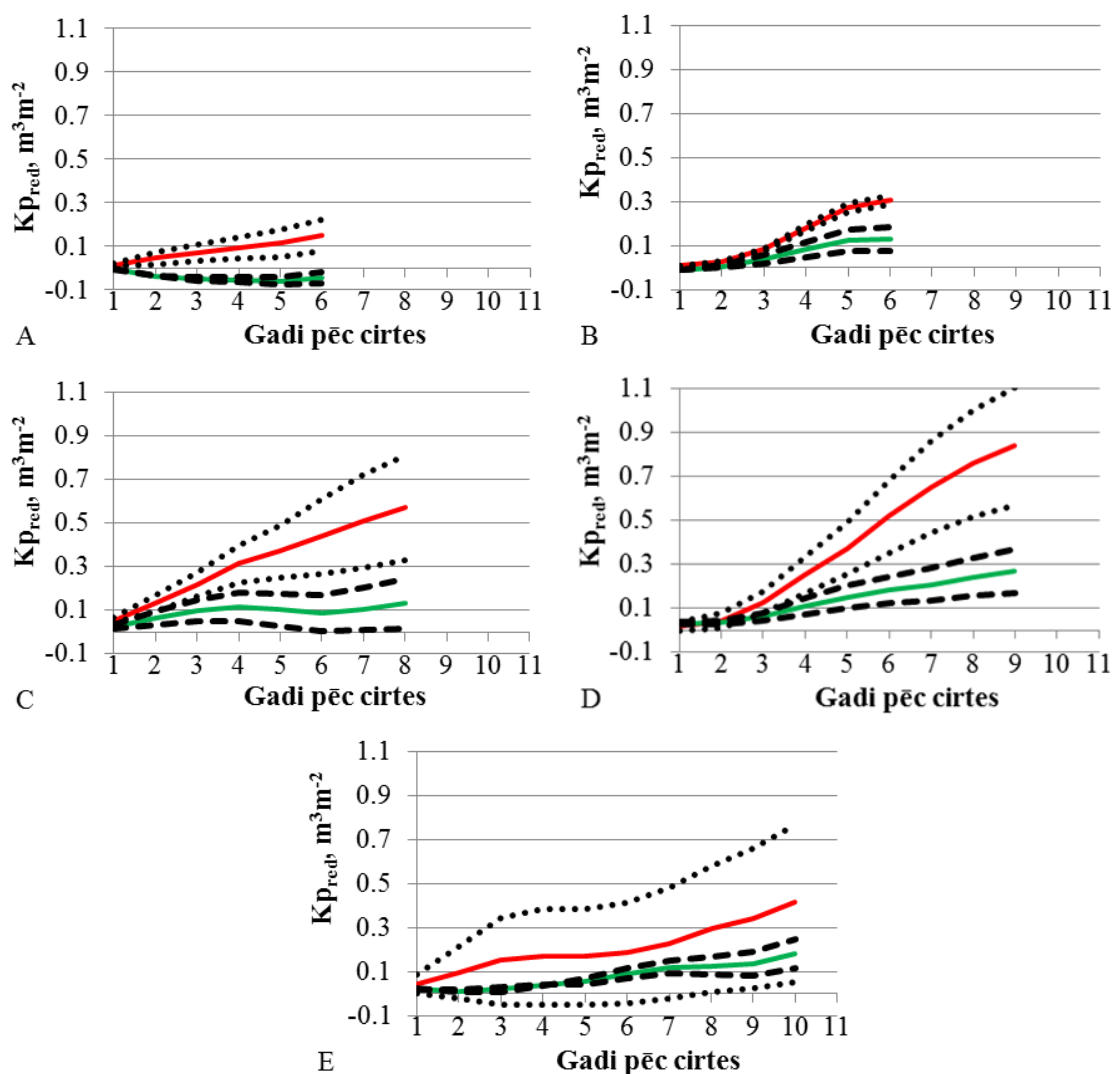 1.1
0.9
0.7
0.5
0.3
0.1
-0.1
Kp_red, m³m⁻²
1 2 3 4 5 6 7 8 9 10 11
A Gadi pēc cirtes
1.1
0.9
0.7
0.5
0.3
0.1
-0.1
Kp_red, m³m⁻²
1 2 3 4 5 6 7 8 9 10 11
B Gadi pēc cirtes
1.1
0.9
0.7
0.5
0.3
0.1
-0.1
Kp_red, m³m⁻²
1 2 3 4 5 6 7 8 9 10 11
C Gadi pēc cirtes
1.1
0.9
0.7
0.5
0.3
0.1
-0.1
Kp_red, m³m⁻²
1 2 3 4 5 6 7 8 9 10 11
D Gadi pēc cirtes
1.1
0.9
0.7
0.5
0.3
0.1
-0.1
Kp_red, m³m⁻²
1 2 3 4 5 6 7 8 9 10 11
E Gadi pēc cirtes